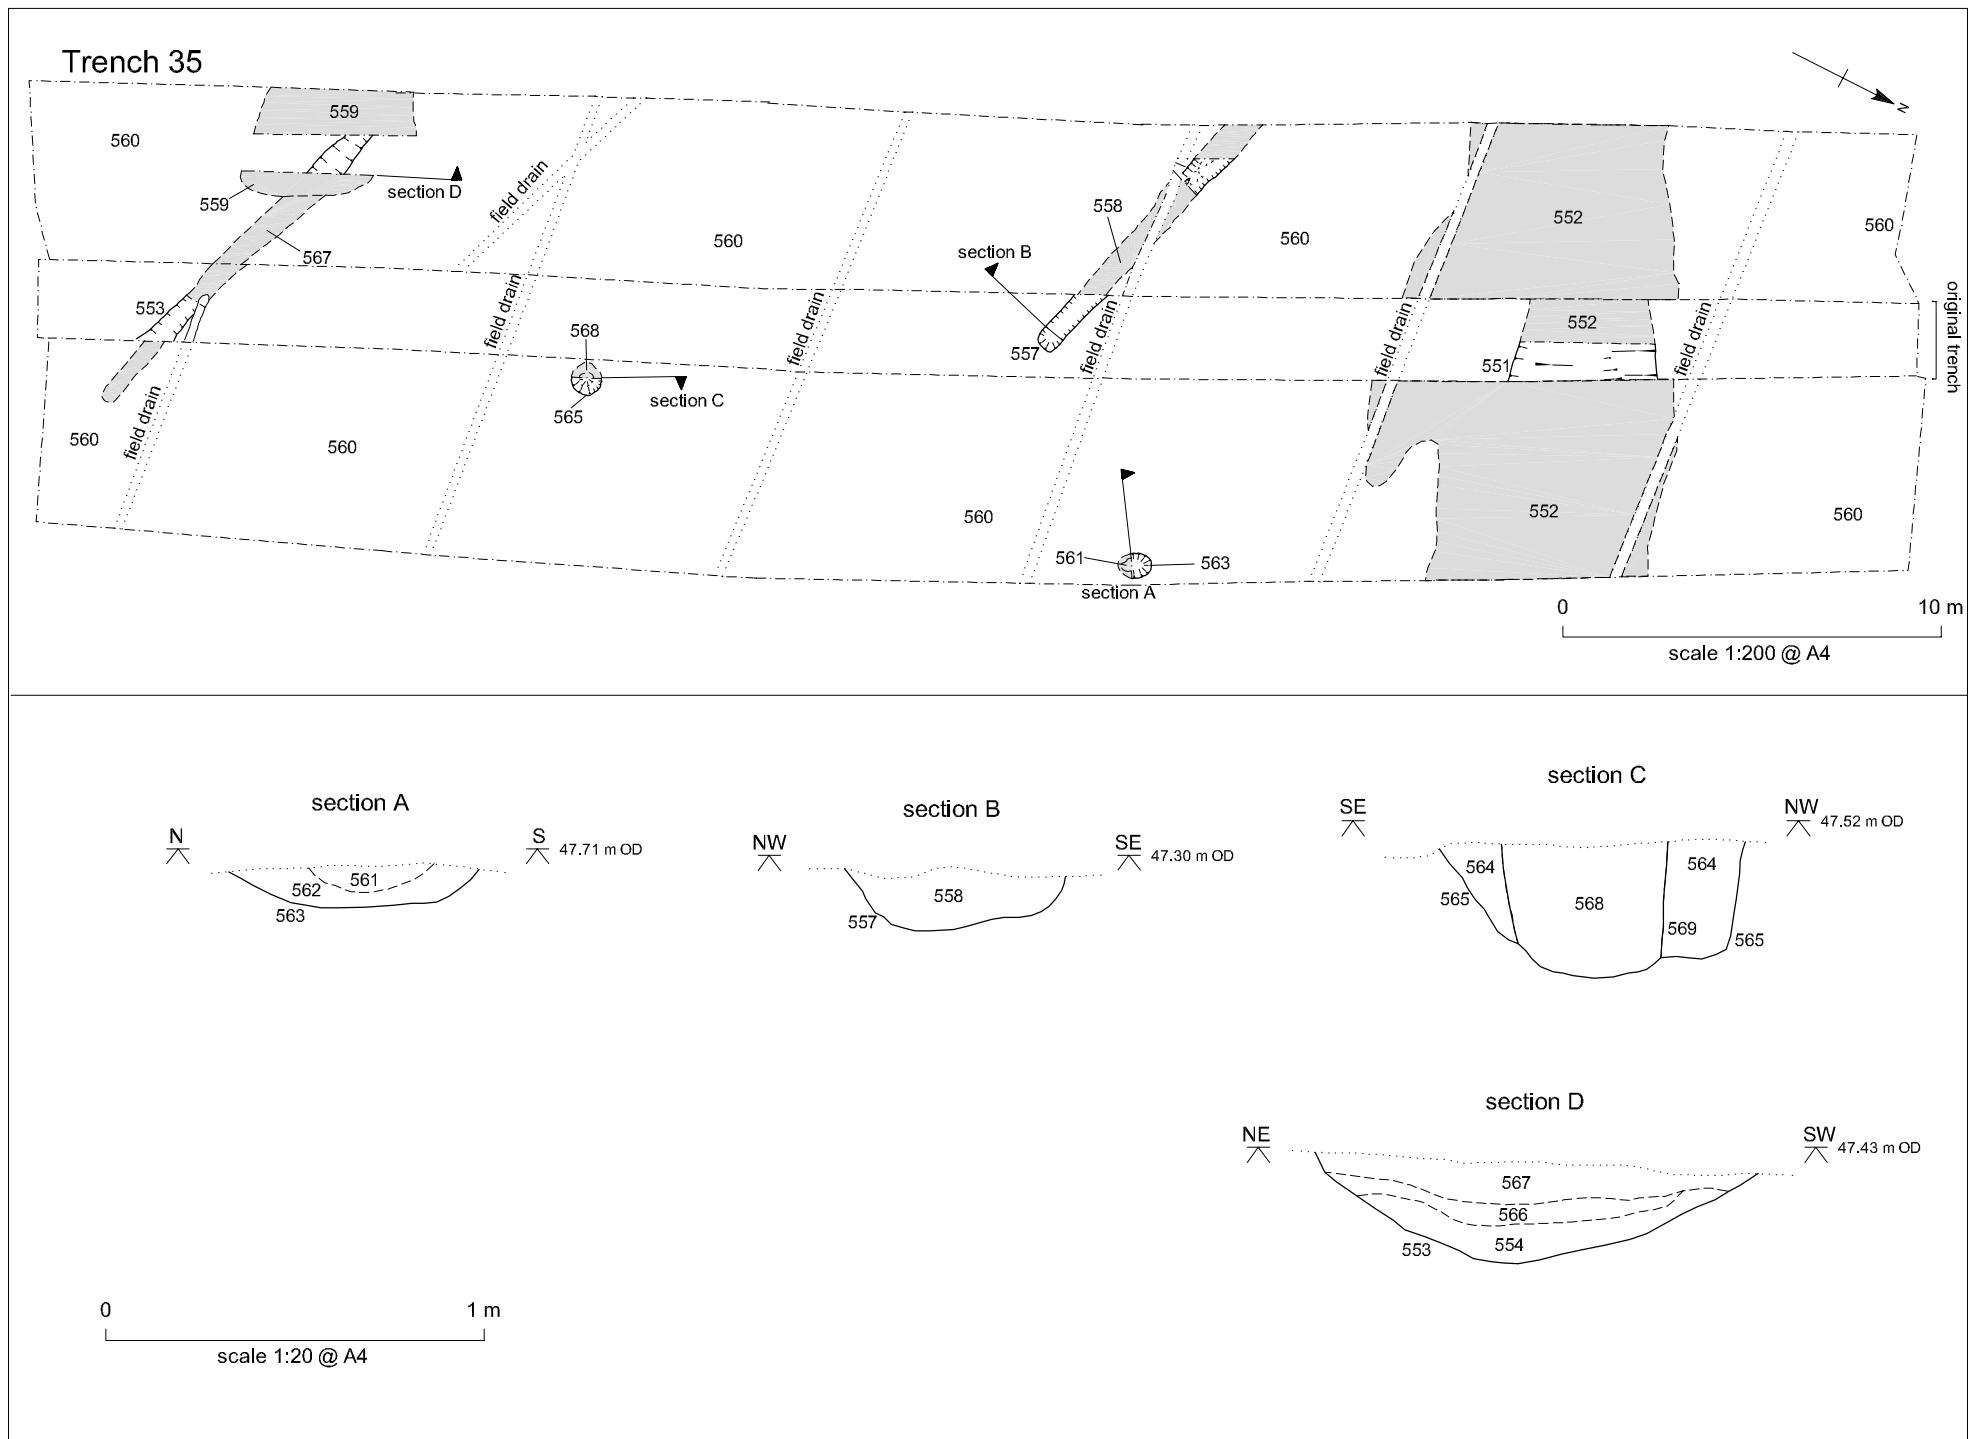 Trench 35
N
559
560
section D
559
field drain
567
560
553
568
565
section C
field drain
field drain
560
560
field drain
558
section B
557
560
field drain
560
561
563
section A
552
552
551
field drain
field drain
552
560
560
original trench
0 10 m
scale 1:200 @ A4
section A
N S 47.71 m OD
561
562
563
section B
NW SE 47.30 m OD
558
557
section C
SE NW 47.52 m OD
564 564
565 568
569 565
section D
NE SW 47.43 m OD
567
566
553 554
0 1 m
scale 1:20 @ A4